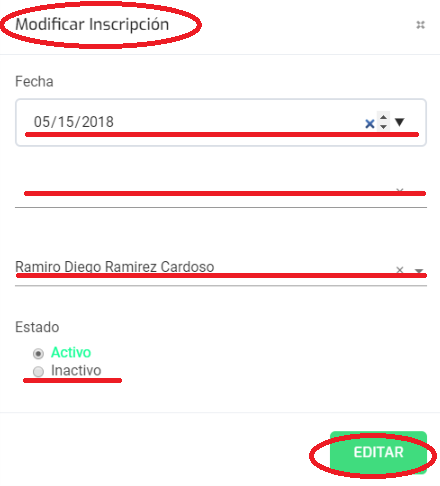 Modificar Inscripción
Fecha
05/15/2018
Ramiro Diego Ramirez Cardoso
Estado
Activo
Inactivo
EDITAR